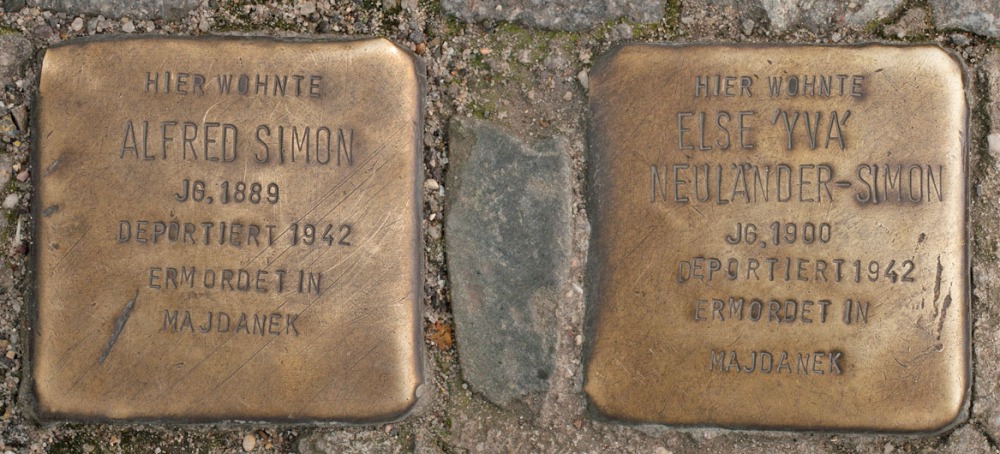 HIER WOHNTE
ALFRED SIMON
JG. 1889
DEPORTIERT 1942
ERMORDET IN
MAJDANEK
HIER WOHNTE
ELSE 'YVA'
NEULÄNDER-SIMON
JG. 1900
DEPORTIERT 1942
ERMORDET IN
MAJDANEK